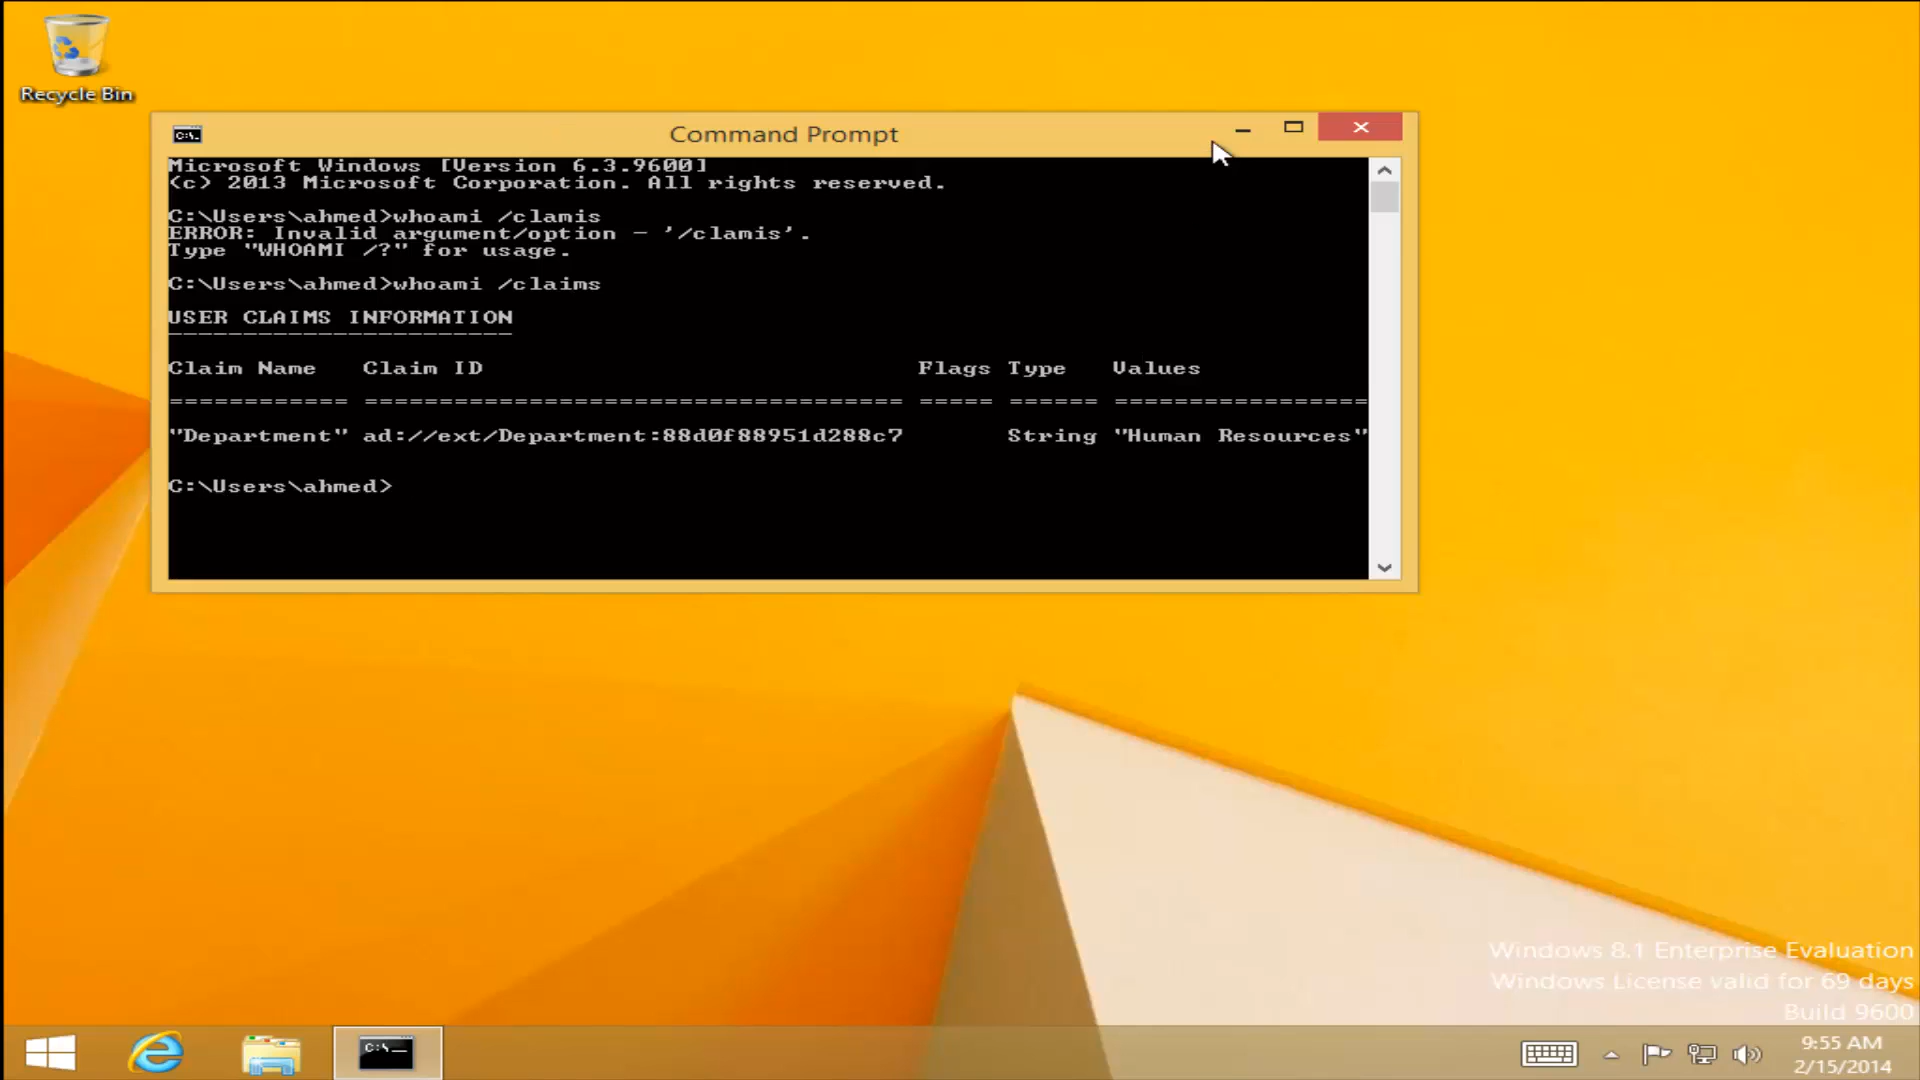 Recycle Bin
Command Prompt
Microsoft Windows [Version 6.3.9600]
(c) 2013 Microsoft Corporation. All rights reserved.
C:\Users\ahmed>whoami /clamis
ERROR: Invalid argument/option - '/clamis'.
Type "WHOAMI /?" for usage.
C:\Users\ahmed>whoami /claims
USER CLAIMS INFORMATION
-----------------------
Claim Name Claim ID Flags Type Values
============ ==================================== ===== ====== =================
"Department" ad://ext/Department:88d0f88951d288c7 String "Human Resources"
C:\Users\ahmed>
Windows 8.1 Enterprise Evaluation
Windows License valid for 69 days
Build 9600
C:\_
9:55 AM
2/15/2014